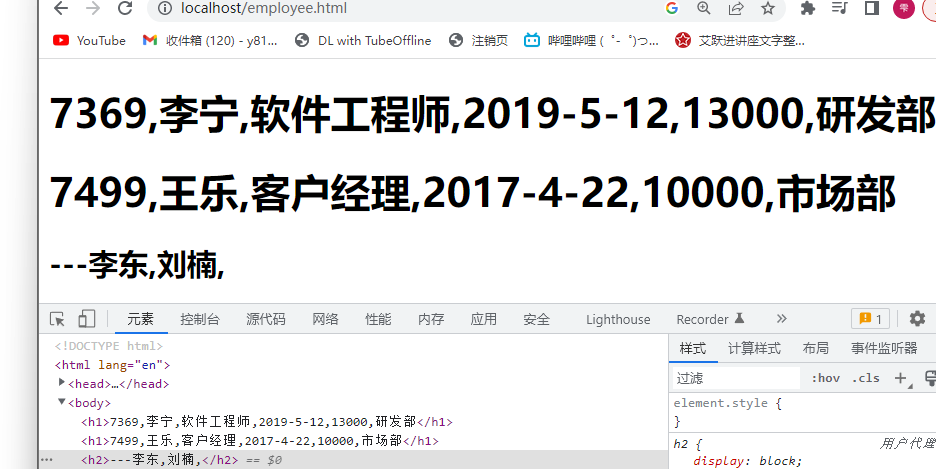 localhost/employee.html
YouTube 收件箱 (120) - y81... DL with TubeOffline 注销页 哔哩哔哩 (゜-゜)つ... 艾跃进讲座文字整...
7369,李宁,软件工程师,2019-5-12,13000,研发部
7499,王乐,客户经理,2017-4-22,10000,市场部
---李东,刘楠,
元素 控制台 源代码 网络 性能 内存 应用 安全 Lighthouse Recorder » 1
<!DOCTYPE html>
<html lang="en">
<head>…</head>
<body>
<h1>7369,李宁,软件工程师,2019-5-12,13000,研发部</h1>
<h1>7499,王乐,客户经理,2017-4-22,10000,市场部</h1>
<h2>---李东,刘楠,</h2> == $0
样式 计算样式 布局 事件监听器
过滤 :hov .cls
element.style {
}
h2 { 用户代理
display: block;